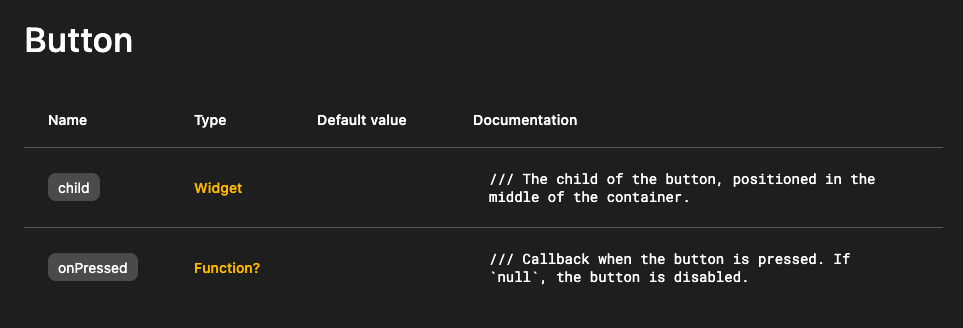 Button
Name Type Default value Documentation
child Widget /// The child of the button, positioned in the
middle of the container.
onPressed Function? /// Callback when the button is pressed. If
`null`, the button is disabled.